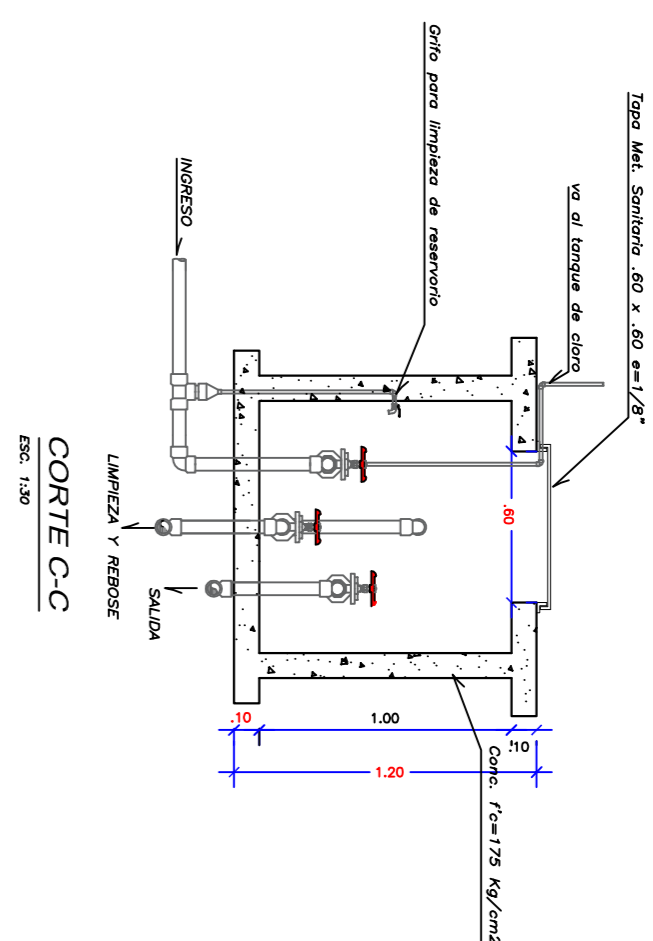 Tapa Met. Sanitaria .60 x .60 e=1/8"
va al tanque de cloro
Grifo para limpieza de reservorio
INGRESO
.60
.10
1.00
.10
1.20
Conc. f'c=175 Kg/cm2
SALIDA
LIMPIEZA Y REBOSE
CORTE C-C
ESC. 1:30